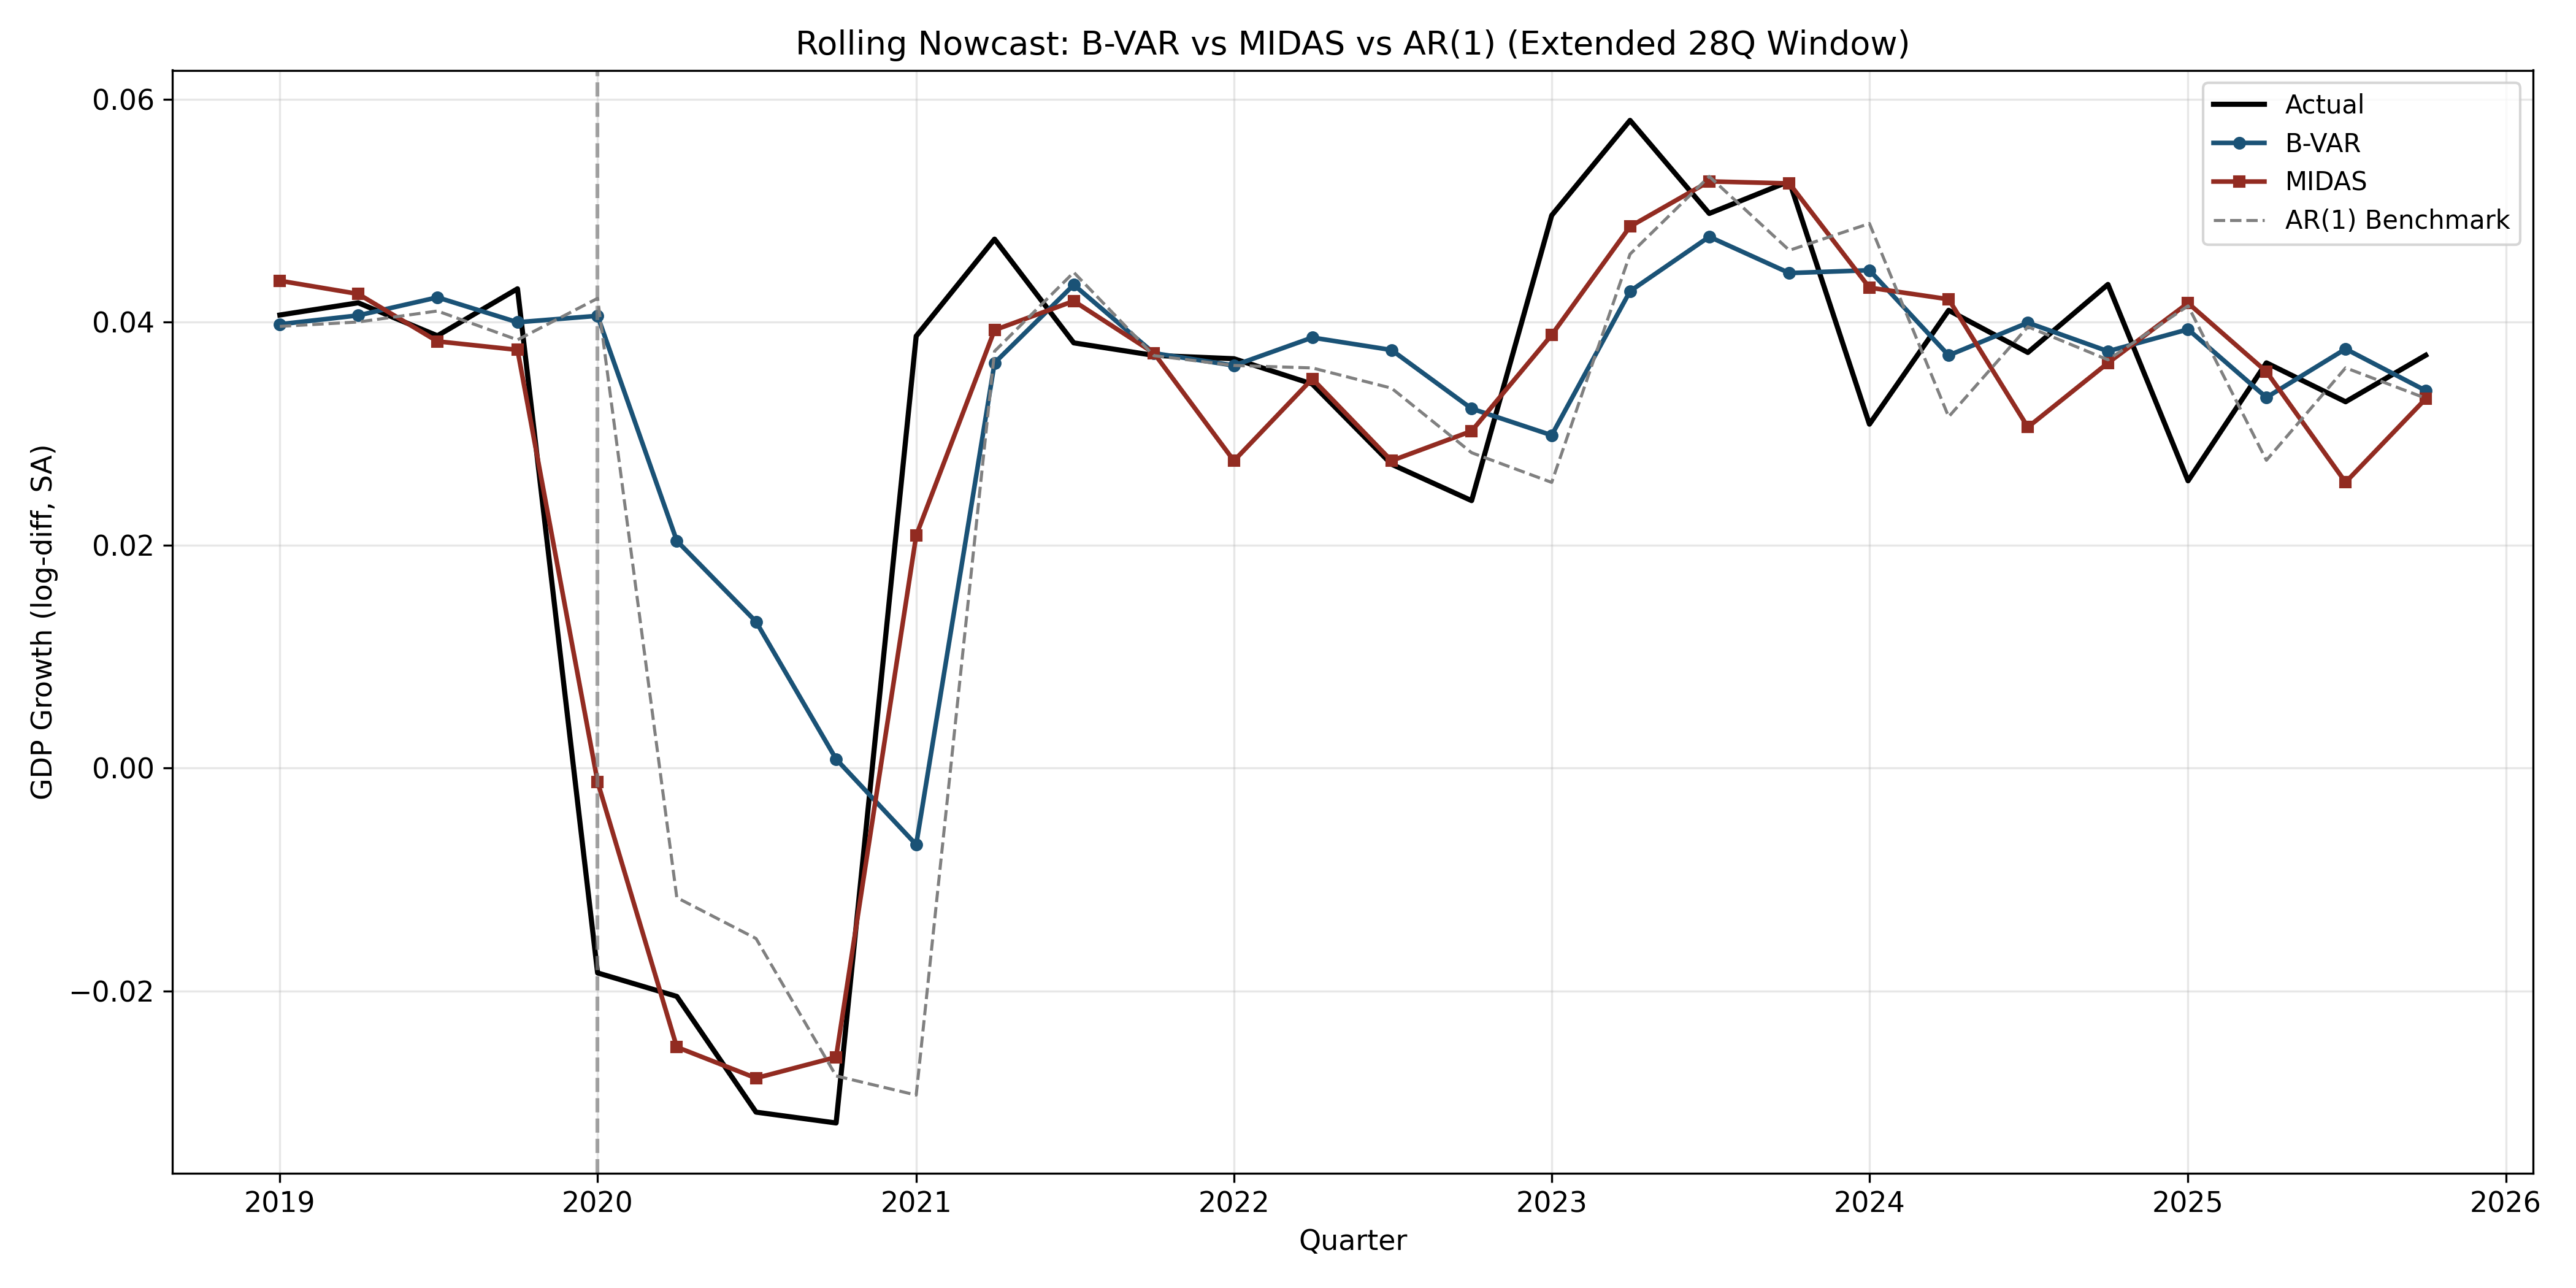 Rolling Nowcast: B-VAR vs MIDAS vs AR(1) (Extended 28Q Window)
Actual
B-VAR
MIDAS
AR(1) Benchmark
GDP Growth (log-diff, SA)
0.06
0.04
0.02
0.00
−0.02
2019 2020 2021 2022 2023 2024 2025 2026
Quarter